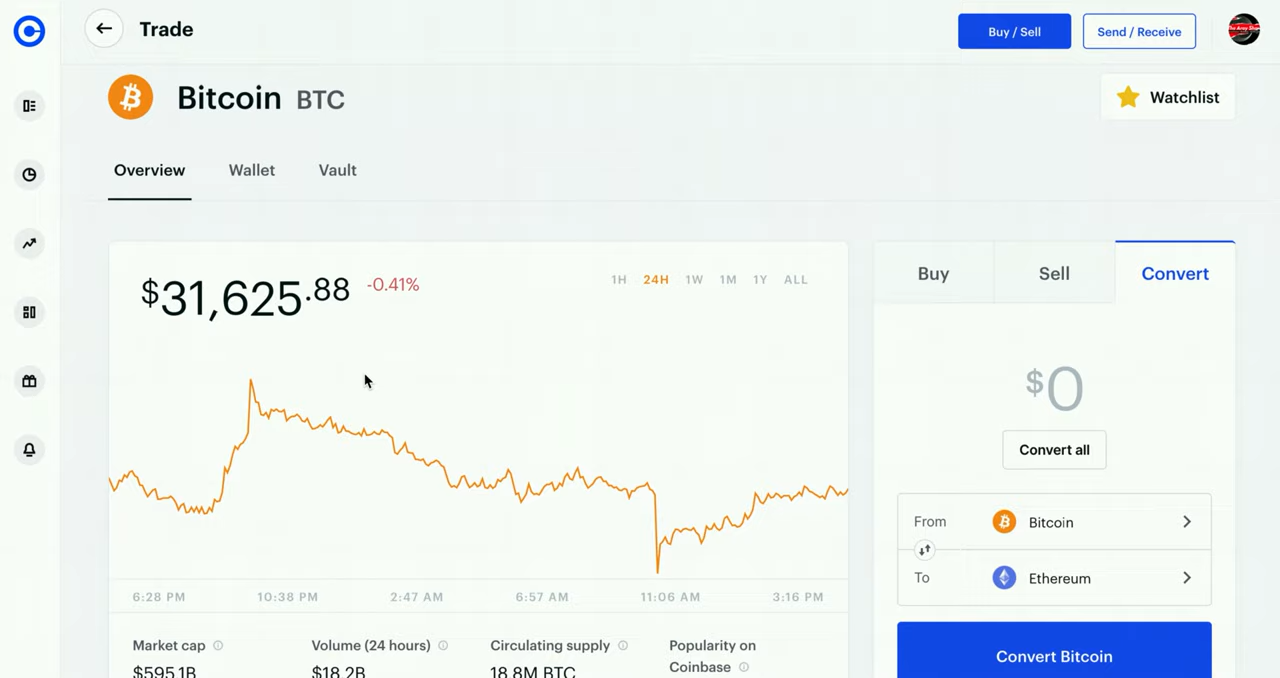 Trade
Buy / Sell
Send / Receive
Bitcoin BTC
Watchlist
Overview Wallet Vault
$31,625.88 -0.41%
1H 24H 1W 1M 1Y ALL
Buy Sell Convert
$0
Convert all
From Bitcoin
To Ethereum
6:28 PM 10:38 PM 2:47 AM 6:57 AM 11:06 AM 3:16 PM
Market cap Volume (24 hours) Circulating supply Popularity on
Coinbase
$595.1B $18.2B 18.8M BTC
Convert Bitcoin